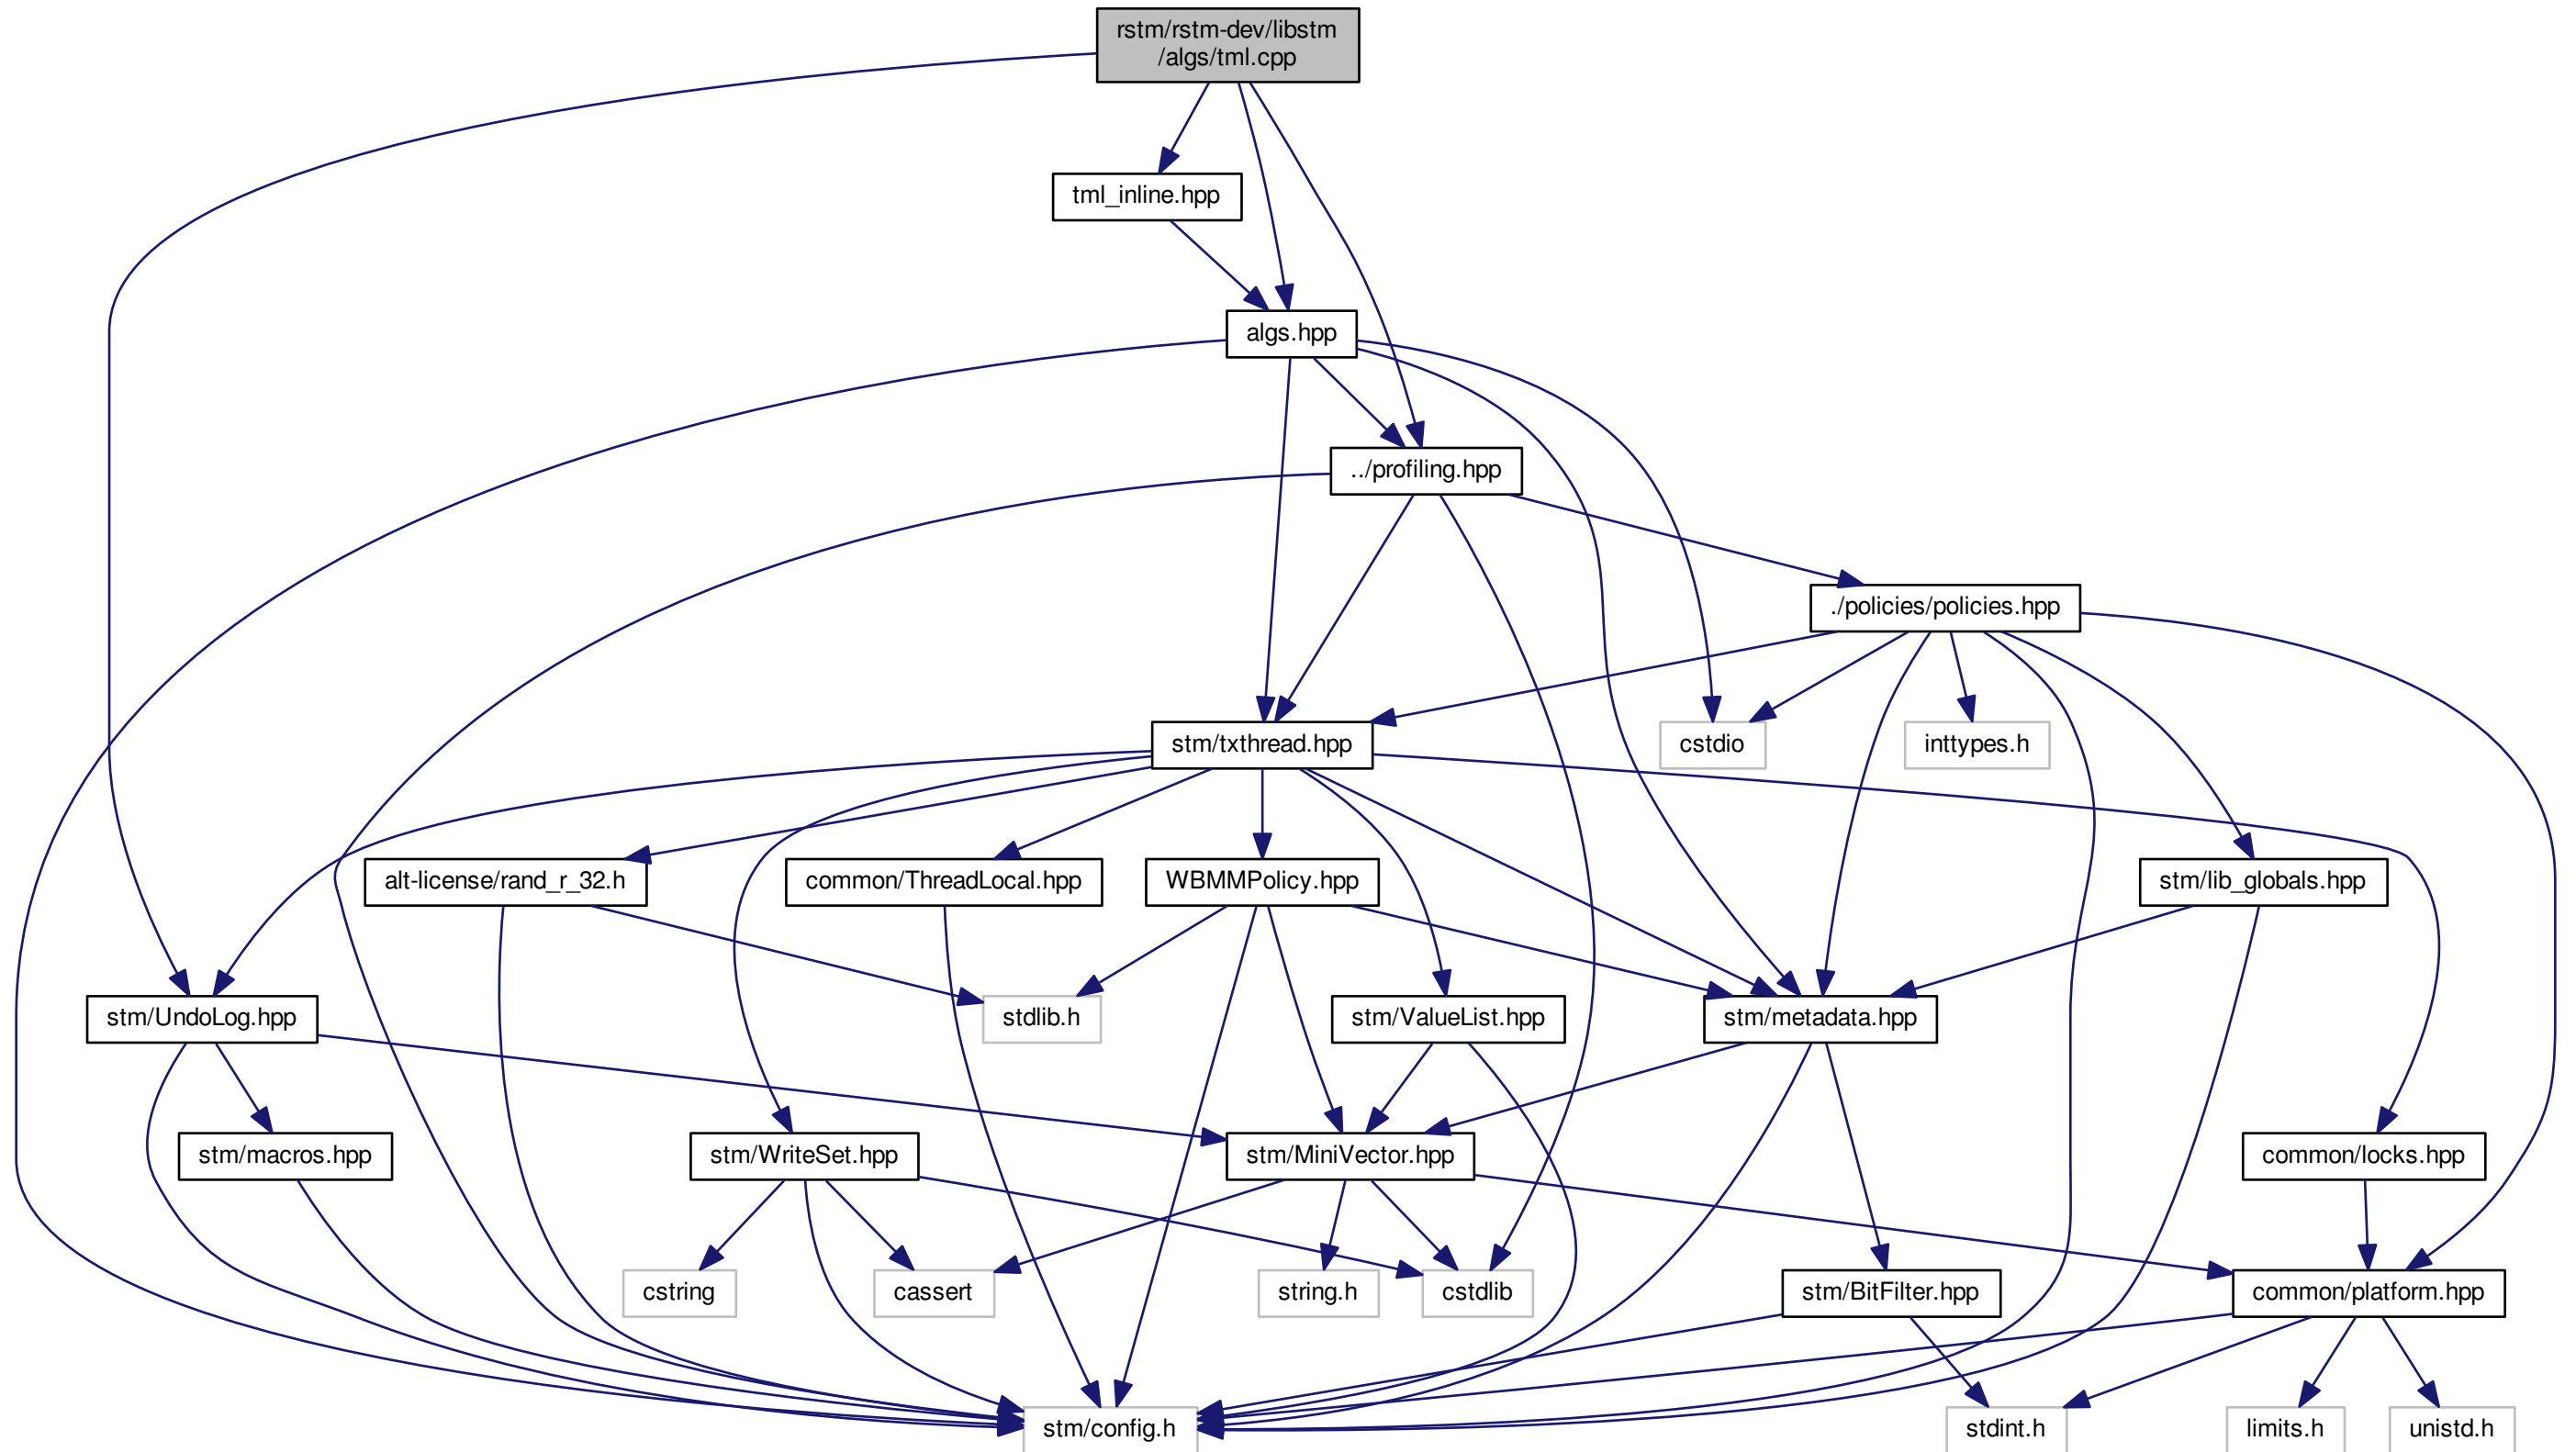 rstm/rstm-dev/libstm
/algs/tml.cpp
tml_inline.hpp
algs.hpp
../profiling.hpp
./policies/policies.hpp
stm/txthread.hpp
cstdio
inttypes.h
alt-license/rand_r_32.h
common/ThreadLocal.hpp
WBMMPolicy.hpp
stm/lib_globals.hpp
stm/UndoLog.hpp
stdlib.h
stm/ValueList.hpp
stm/metadata.hpp
stm/macros.hpp
stm/WriteSet.hpp
stm/MiniVector.hpp
common/locks.hpp
cstring
cassert
string.h
cstdlib
stm/BitFilter.hpp
common/platform.hpp
stm/config.h
stdint.h
limits.h
unistd.h